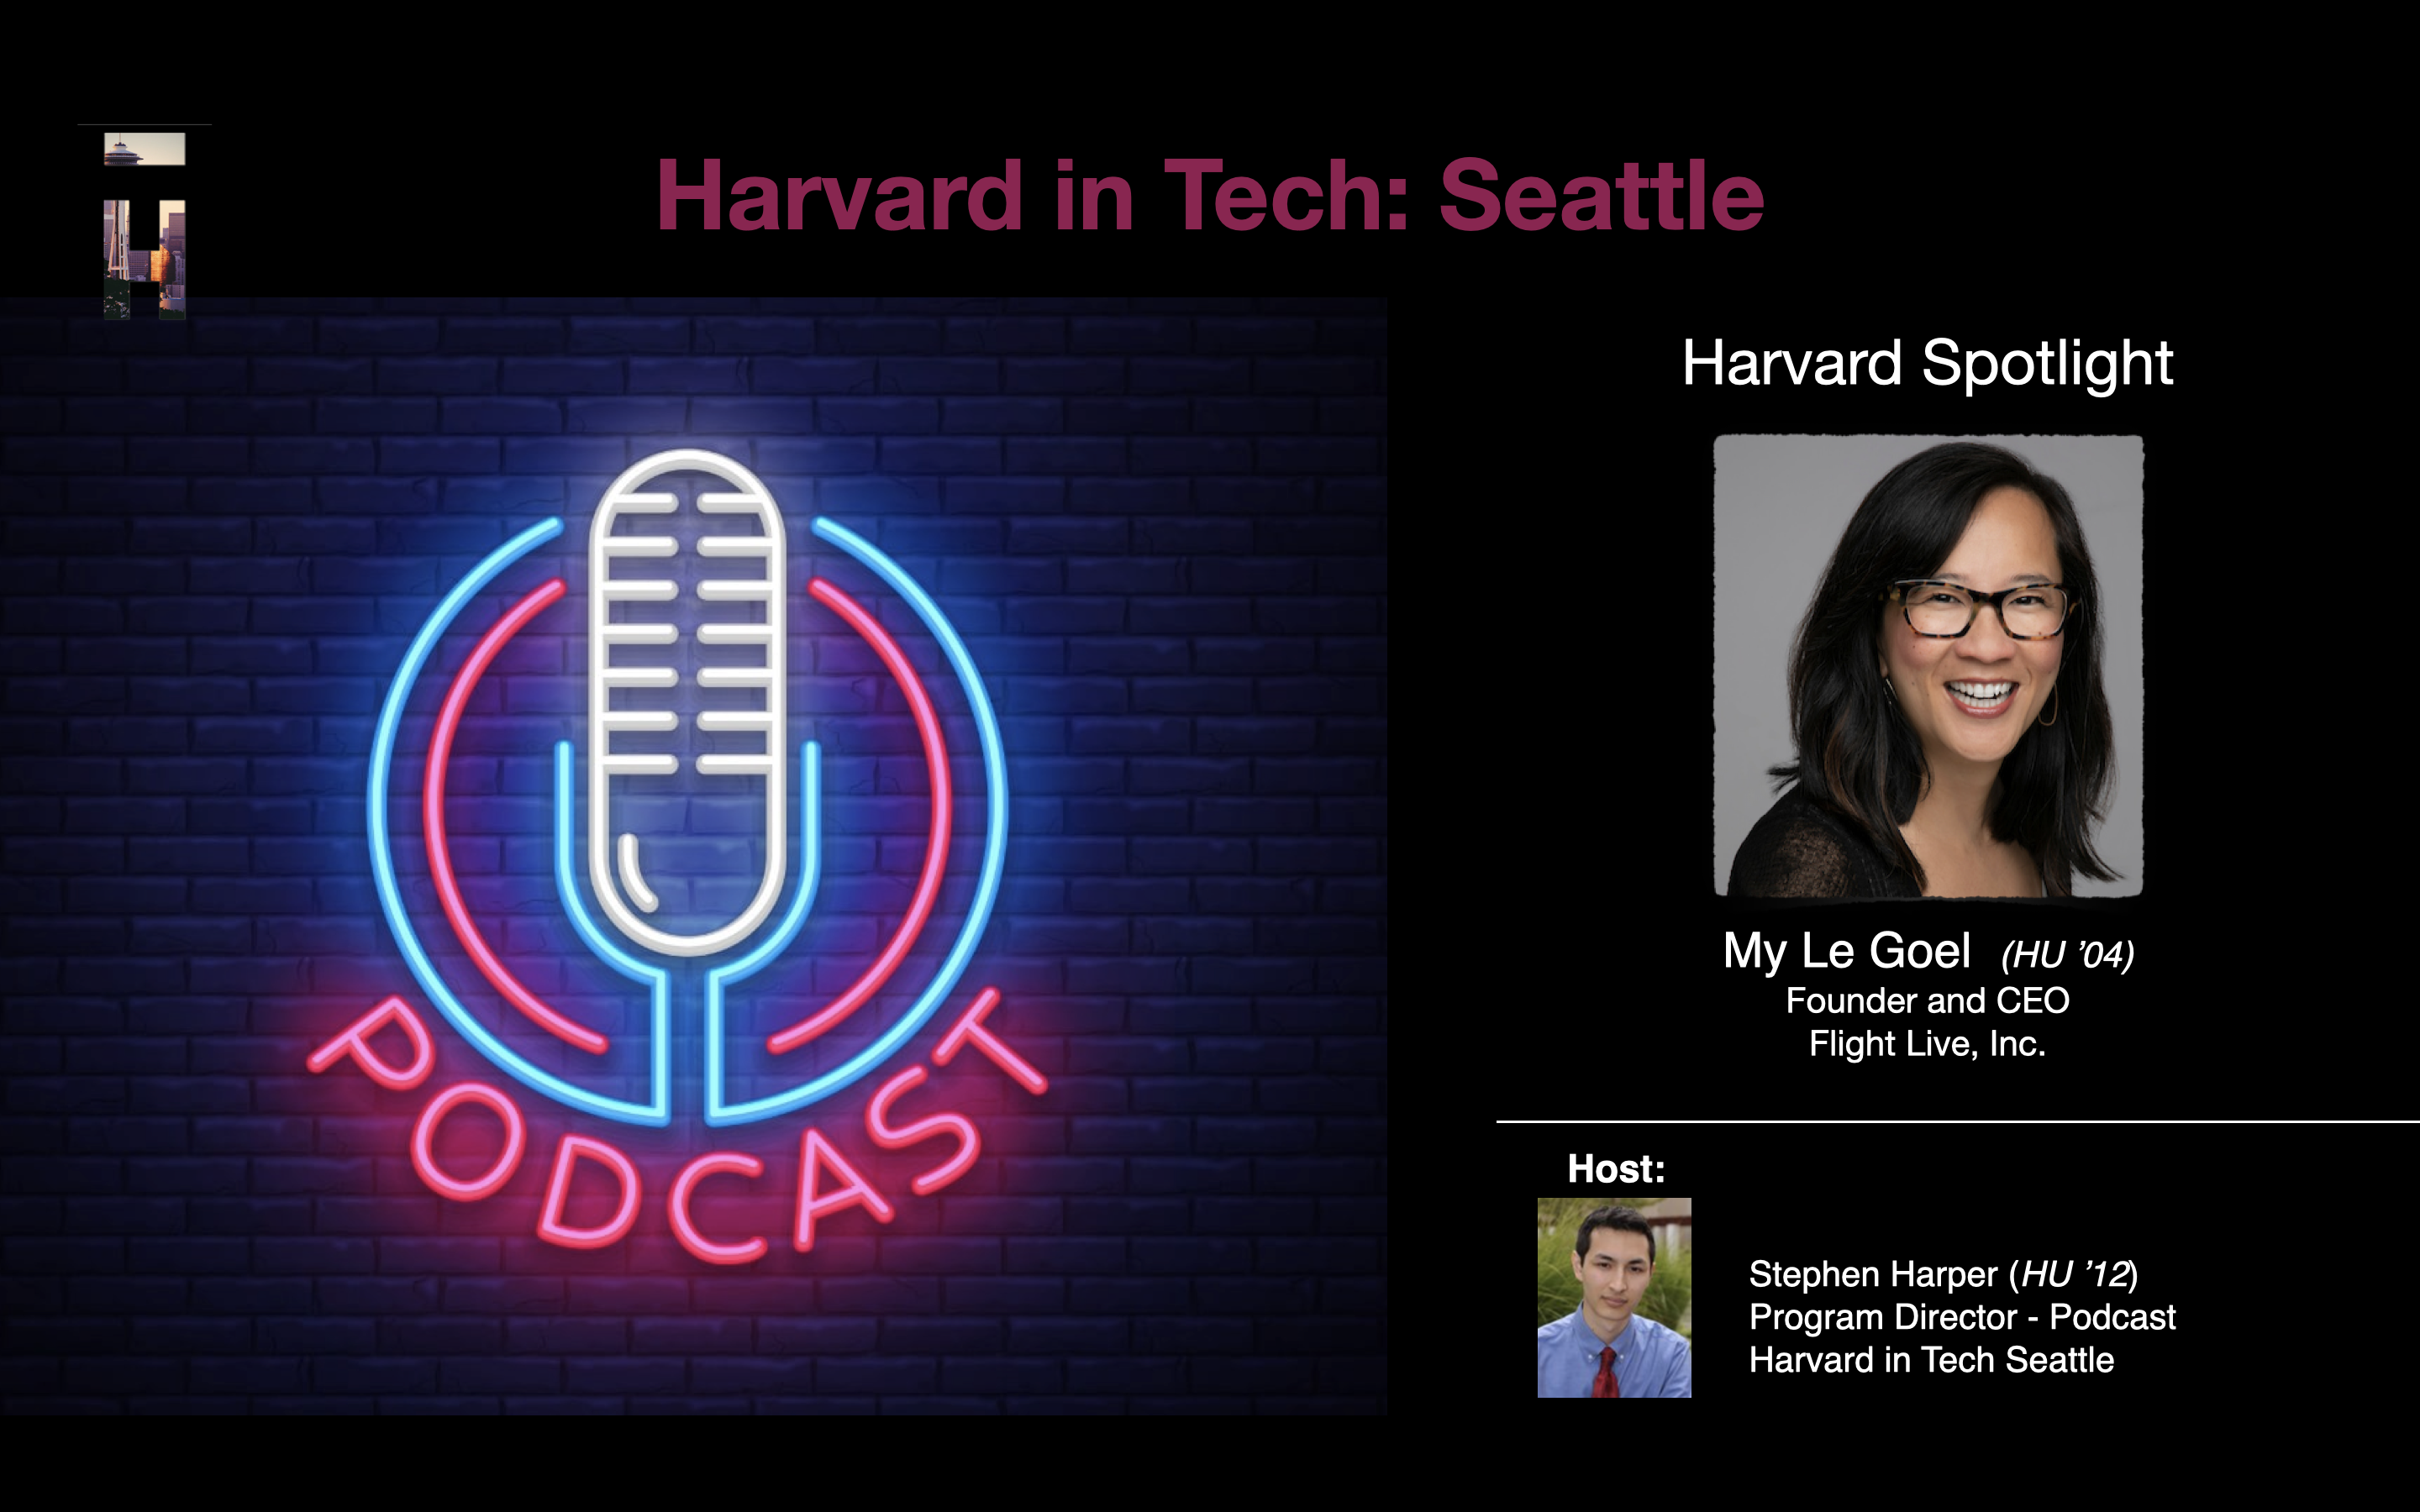 Harvard in Tech: Seattle
PODCAST
Harvard Spotlight
My Le Goel (HU ’04)
Founder and CEO
Flight Live, Inc.
Host:
Stephen Harper (HU ’12)
Program Director - Podcast
Harvard in Tech Seattle